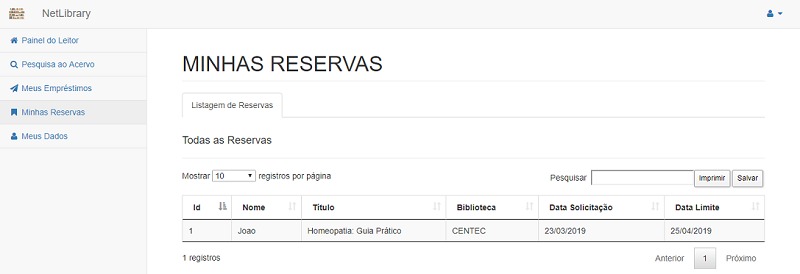 NetLibrary
Painel do Leitor
Pesquisa ao Acervo
Meus Empréstimos
Minhas Reservas
Meus Dados
MINHAS RESERVAS
Listagem de Reservas
Todas as Reservas
Mostrar 10 registros por página Pesquisar Imprimir Salvar
Id Nome Título Biblioteca Data Solicitação Data Limite
1 Joao Homeopatia: Guia Prático CENTEC 23/03/2019 25/04/2019
1 registros Anterior 1 Próximo